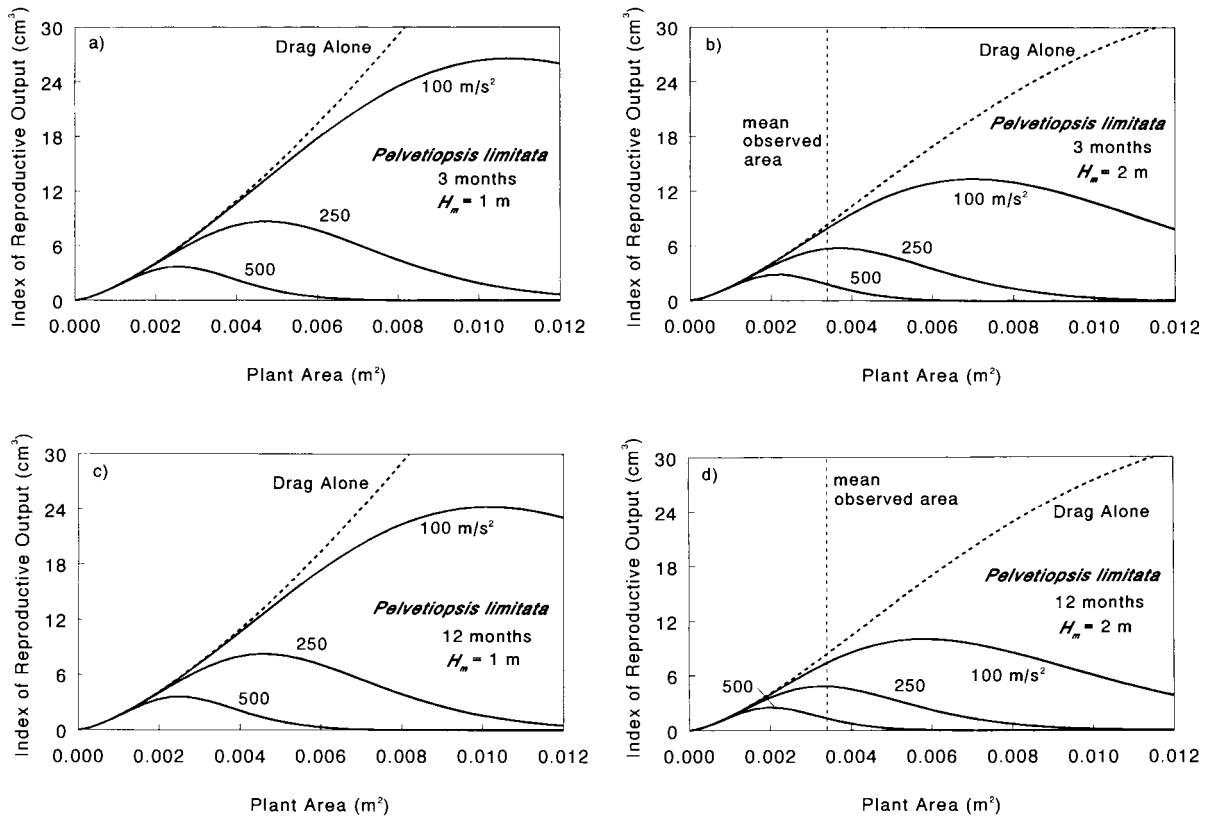 a)
Index of Reproductive Output (cm³)
30
24
18
12
6
0
Drag Alone
100 m/s²
Pelvetiopsis limitata
3 months
Hm = 1 m
250
500
0.000 0.002 0.004 0.006 0.008 0.010 0.012
Plant Area (m²)
b)
Index of Reproductive Output (cm³)
30
24
18
12
6
0
Drag Alone
mean
observed
area
Pelvetiopsis limitata
3 months
Hm = 2 m
100 m/s²
250
500
0.000 0.002 0.004 0.006 0.008 0.010 0.012
Plant Area (m²)
c)
Index of Reproductive Output (cm³)
30
24
18
12
6
0
Drag Alone
100 m/s²
Pelvetiopsis limitata
12 months
Hm = 1 m
250
500
0.000 0.002 0.004 0.006 0.008 0.010 0.012
Plant Area (m²)
d)
Index of Reproductive Output (cm³)
30
24
18
12
6
0
mean
observed area
Drag Alone
Pelvetiopsis limitata
12 months
Hm = 2 m
500
250
100 m/s²
0.000 0.002 0.004 0.006 0.008 0.010 0.012
Plant Area (m²)